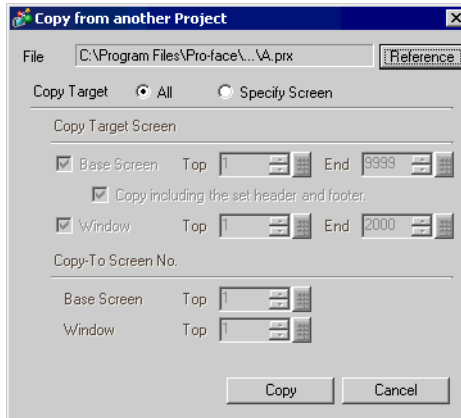 Copy from another Project
File C:\Program Files\Pro-face\...\A.prx Reference
Copy Target All Specify Screen
Copy Target Screen
Base Screen Top 1 End 9999
Copy including the set header and footer.
Window Top 1 End 2000
Copy-To Screen No.
Base Screen Top 1
Window Top 1
Copy Cancel